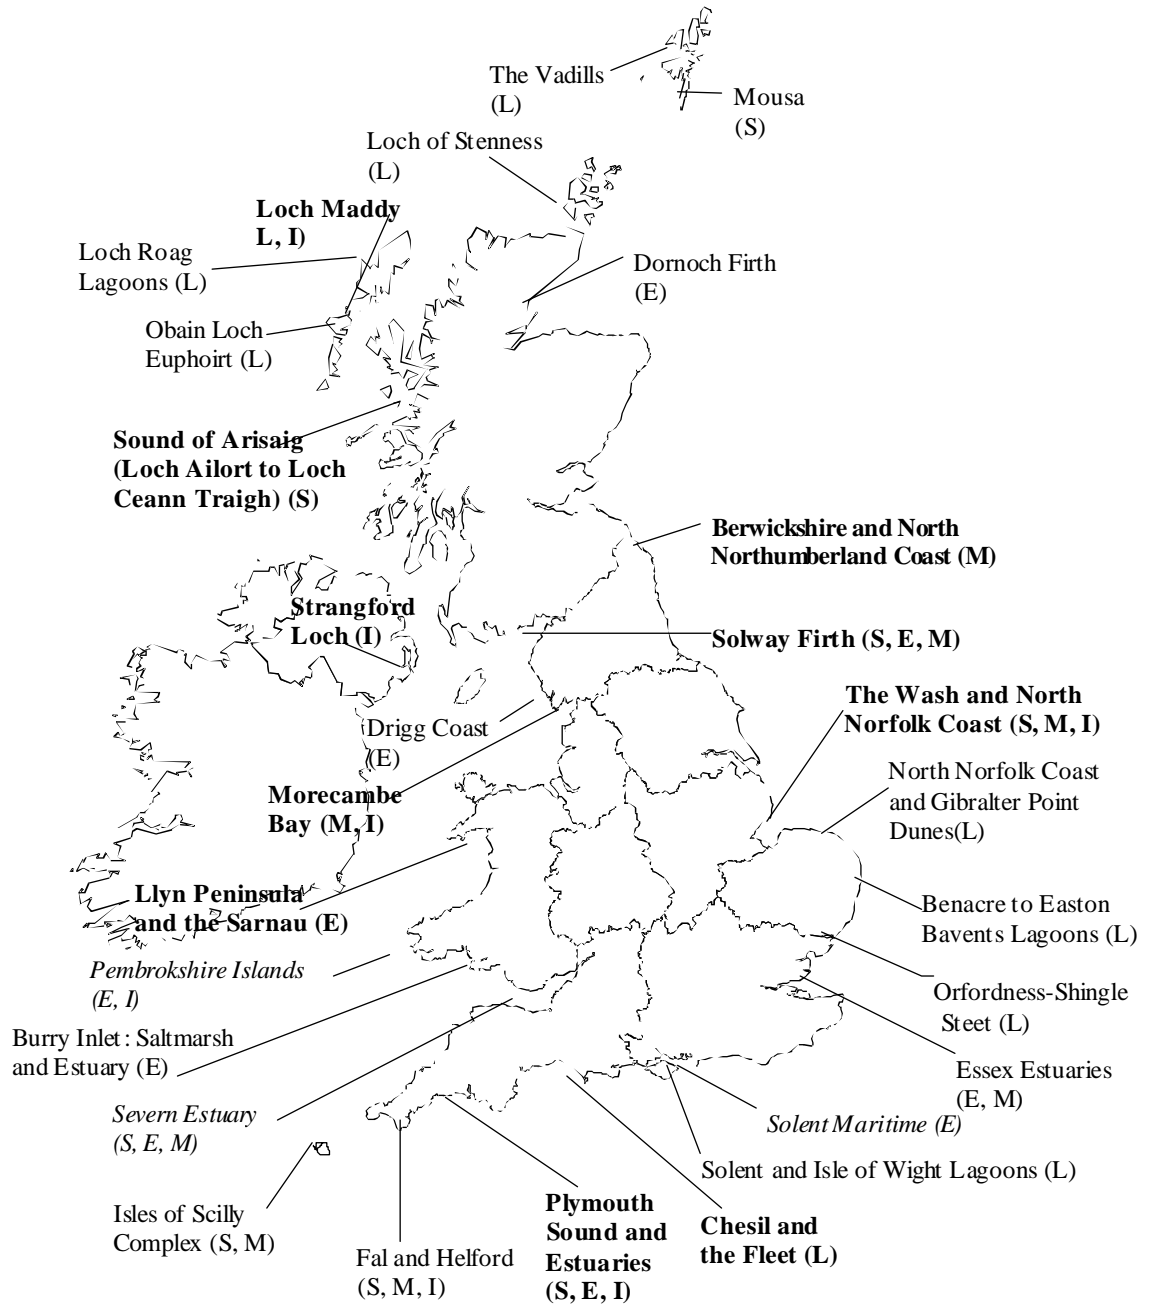 The Vadills
(L)
Mousa
(S)
Loch of Stenness
(L)
Loch Maddy
L, I)
Loch Roag
Lagoons (L)
Dornoch Firth
(E)
Obain Loch
Euphoirt (L)
Sound of Arisaig
(Loch Ailort to Loch
Ceann Traigh) (S)
Berwickshire and North
Northumberland Coast (M)
Strangford
Loch (I)
Solway Firth (S, E, M)
The Wash and North
Norfolk Coast (S, M, I)
Drigg Coast
(E)
North Norfolk Coast
and Gibralter Point
Dunes(L)
Morecambe
Bay (M, I)
Llyn Peninsula
and the Sarnau (E)
Benacre to Easton
Bavents Lagoons (L)
Pembrokshire Islands
(E, I)
Orfordness-Shingle
Steet (L)
Burry Inlet: Saltmarsh
and Estuary (E)
Essex Estuaries
(E, M)
Severn Estuary
(S, E, M)
Solent Maritime (E)
Solent and Isle of Wight Lagoons (L)
Isles of Scilly
Complex (S, M)
Fal and Helford
(S, M, I)
Plymouth
Sound and
Estuaries
(S, E, I)
Chesil and
the Fleet (L)